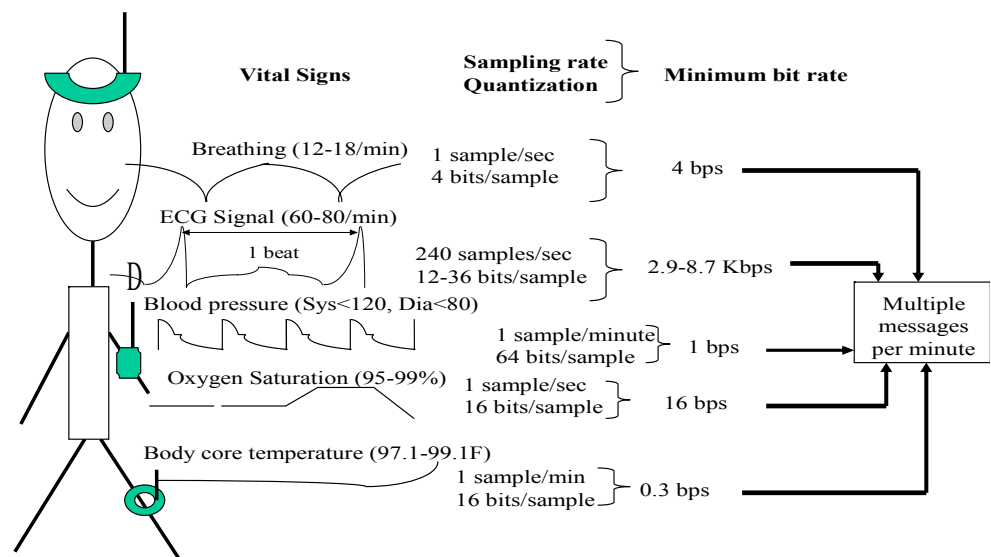 Vital Signs
Sampling rate
Quantization
Minimum bit rate
Breathing (12-18/min)
1 sample/sec
4 bits/sample
4 bps
ECG Signal (60-80/min)
1 beat
240 samples/sec
12-36 bits/sample
2.9-8.7 Kbps
D
Blood pressure (Sys<120, Dia<80)
1 sample/minute
64 bits/sample
1 bps
Multiple
messages
per minute
Oxygen Saturation (95-99%)
1 sample/sec
16 bits/sample
16 bps
Body core temperature (97.1-99.1F)
1 sample/min
16 bits/sample
0.3 bps